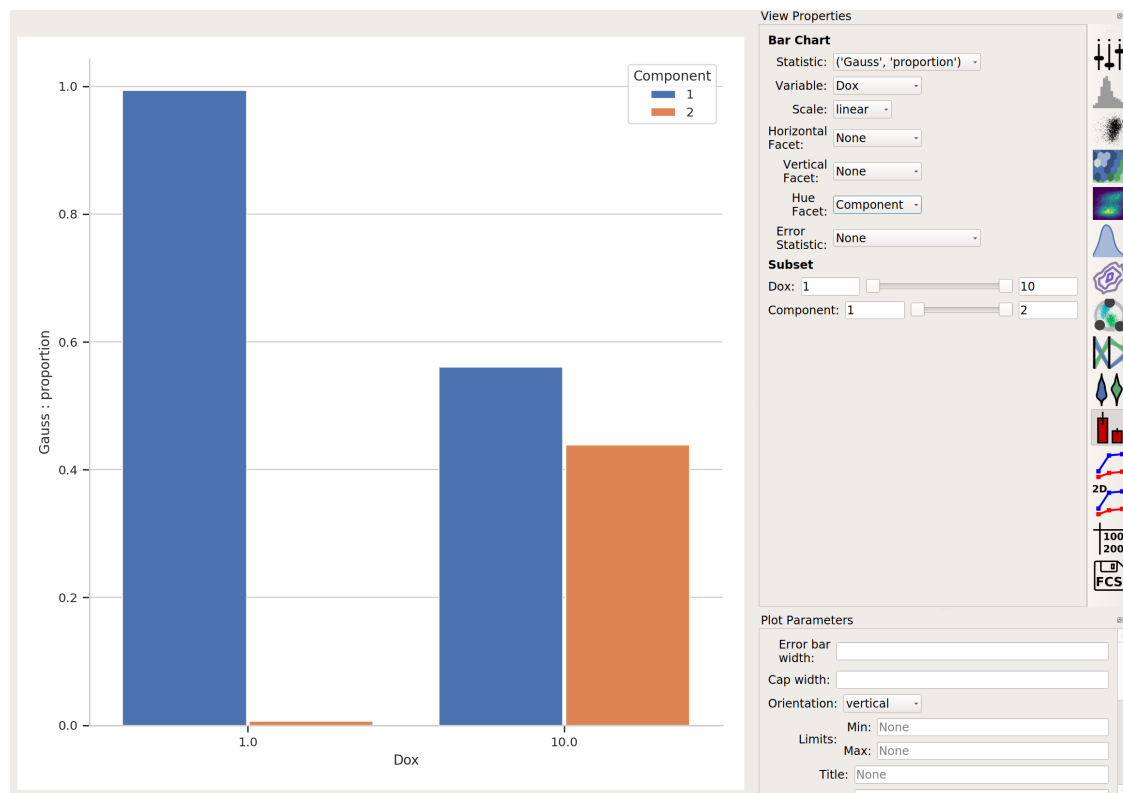 Component
1
2
1.0
0.8
0.6
0.4
0.2
0.0
Gauss : proportion
1.0
10.0
Dox
View Properties
Bar Chart
Statistic: ('Gauss', 'proportion')
Variable: Dox
Scale: linear
Horizontal
Facet: None
Vertical
Facet: None
Hue
Facet: Component
Error
Statistic: None
Subset
Dox: 1 10
Component: 1 2
2D
100
200
FCS
Plot Parameters
Error bar
width:
Cap width:
Orientation: vertical
Limits:
Min: None
Max: None
Title: None